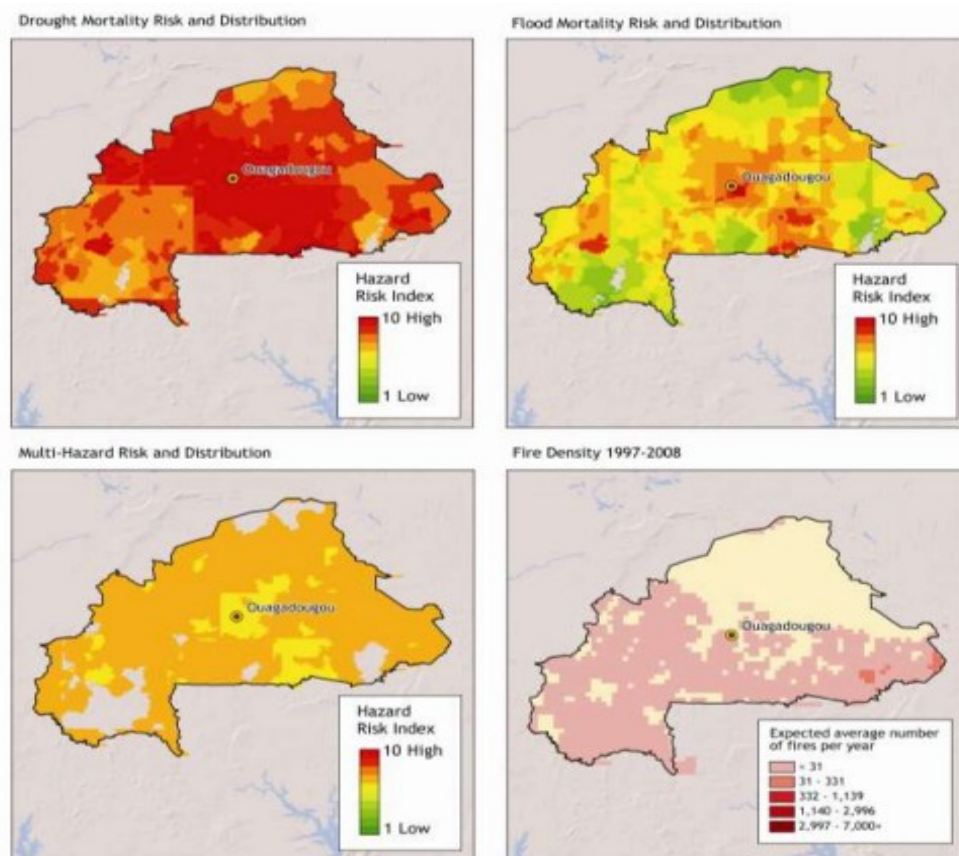 Drought Mortality Risk and Distribution
Ouagadougou
Hazard
Risk Index
10 High
1 Low
Flood Mortality Risk and Distribution
Ouagadougou
Hazard
Risk Index
10 High
1 Low
Multi-Hazard Risk and Distribution
Ouagadougou
Hazard
Risk Index
10 High
1 Low
Fire Density 1997-2008
Ouagadougou
Expected average number
of fires per year
< 31
31 - 331
332 - 1,139
1,140 - 2,996
2,997 - 7,000+